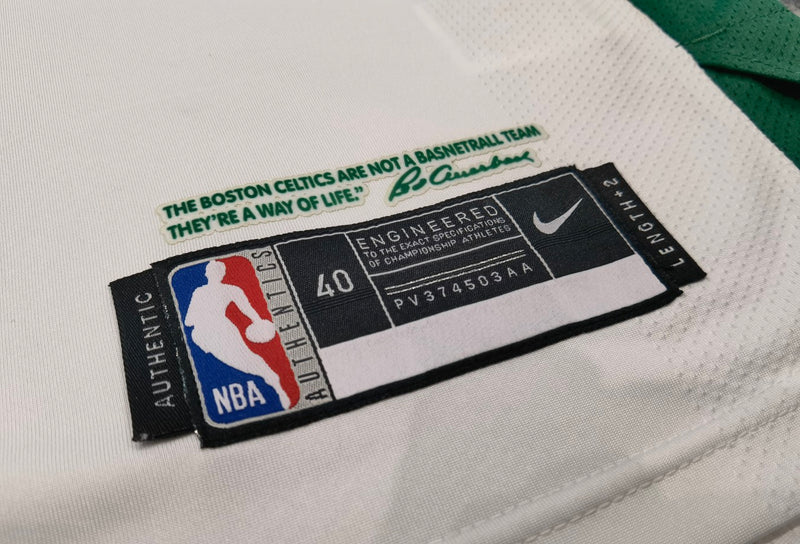 THE BOSTON CELTICS ARE NOT A BASNETRALL TEAM
THEY'RE A WAY OF LIFE."
AUTHENTIC
NBA
AUTHENTICS
40
ENGINEERED
TO THE EXACT SPECIFICATIONS
OF CHAMPIONSHIP ATHLETES
PV374503AA
LENGTH+2